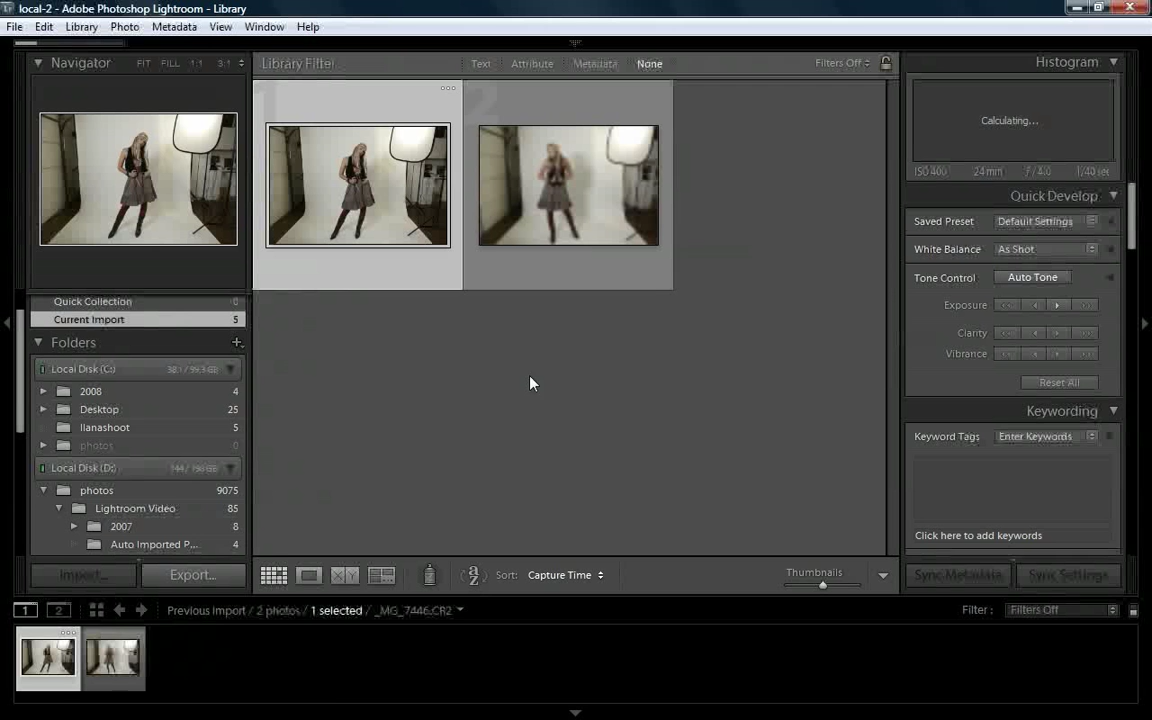 local-2 - Adobe Photoshop Lightroom - Library
File Edit Library Photo Metadata View Window Help
Navigator FIT FILL 1:1 3:1
Library Filter Text Attribute Metadata None Filters Off
Histogram
Calculating...
ISO 400 24 mm f / 4.0 1/40 sec
Quick Develop
Saved Preset Default Settings
White Balance As Shot
Tone Control Auto Tone
Exposure
Clarity
Vibrance
Reset All
Quick Collection 0
Current Import 5
Folders
Local Disk (C:) 38.1 / 99.3 GB
2008 4
Desktop 25
Ilanashoot 5
photos 0
Local Disk (D:)
photos 9075
Lightroom Video 85
2007 8
Auto Imported P... 4
Keywording
Keyword Tags Enter Keywords
Click here to add keywords
Import... Export...
Sort: Capture Time
Thumbnails
Sync Metadata Sync Settings
1 2 Previous Import / 2 photos / 1 selected / _MG_7446.CR2
Filter : Filters Off